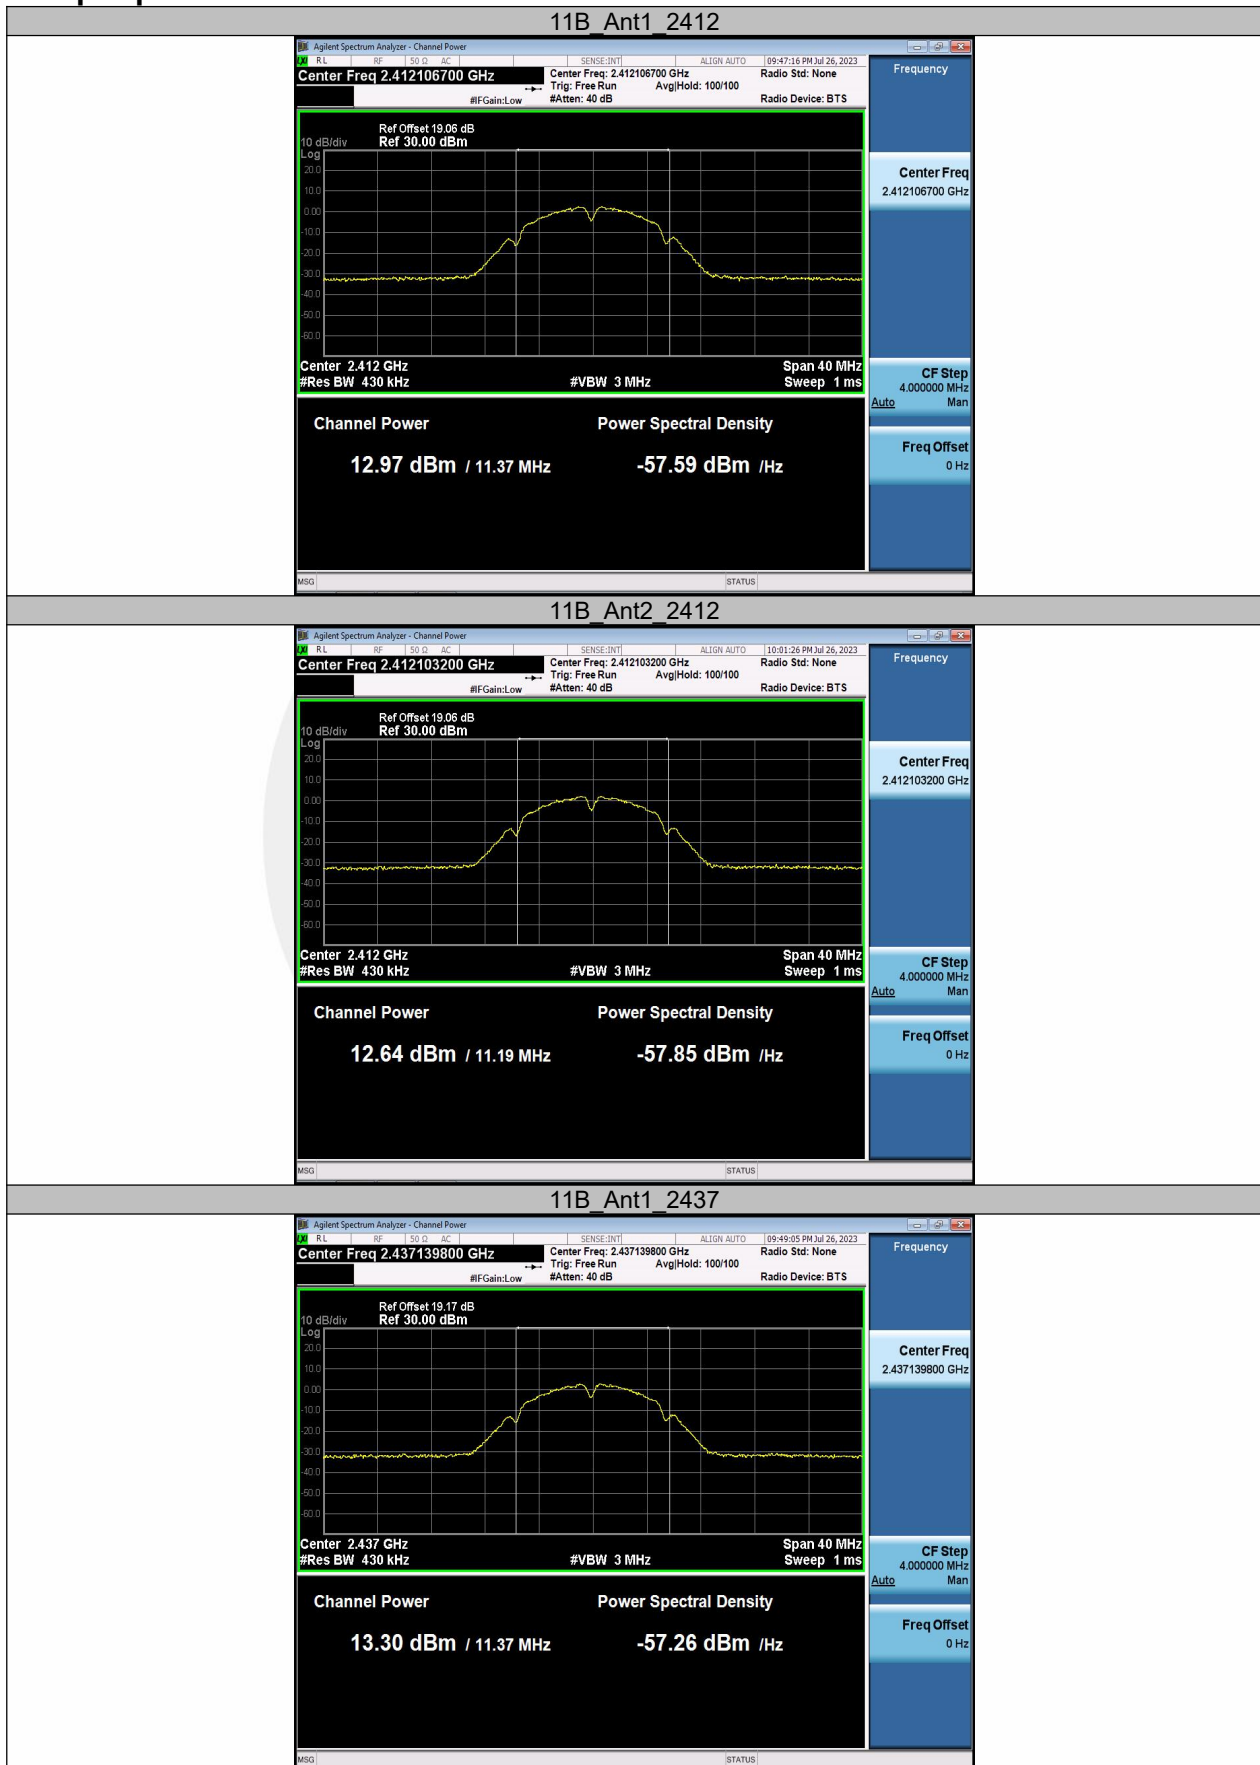 11B_Ant1_2412
Agilent Spectrum Analyzer - Channel Power
LXI RL RF 50 Ω AC SENSE:INT ALIGN AUTO 09:47:16 PM Jul 26, 2023
Center Freq 2.412106700 GHz Center Freq: 2.412106700 GHz Radio Std: None Frequency
Trig: Free Run Avg|Hold: 100/100
#IFGain:Low #Atten: 40 dB Radio Device: BTS
Ref Offset 19.06 dB
10 dB/div Ref 30.00 dBm
Log
20.0
10.0
0.00
-10.0
-20.0
-30.0
-40.0
-50.0
-60.0
Center Freq
2.412106700 GHz
Center 2.412 GHz Span 40 MHz
#Res BW 430 kHz #VBW 3 MHz Sweep 1 ms
CF Step
4.000000 MHz
Auto Man
Channel Power Power Spectral Density
12.97 dBm / 11.37 MHz -57.59 dBm /Hz
Freq Offset
0 Hz
MSG STATUS
11B_Ant2_2412
Agilent Spectrum Analyzer - Channel Power
LXI RL RF 50 Ω AC SENSE:INT ALIGN AUTO 10:01:26 PM Jul 26, 2023
Center Freq 2.412103200 GHz Center Freq: 2.412103200 GHz Radio Std: None Frequency
Trig: Free Run Avg|Hold: 100/100
#IFGain:Low #Atten: 40 dB Radio Device: BTS
Ref Offset 19.06 dB
10 dB/div Ref 30.00 dBm
Log
20.0
10.0
0.00
-10.0
-20.0
-30.0
-40.0
-50.0
-60.0
Center Freq
2.412103200 GHz
Center 2.412 GHz Span 40 MHz
#Res BW 430 kHz #VBW 3 MHz Sweep 1 ms
CF Step
4.000000 MHz
Auto Man
Channel Power Power Spectral Density
12.64 dBm / 11.19 MHz -57.85 dBm /Hz
Freq Offset
0 Hz
MSG STATUS
11B_Ant1_2437
Agilent Spectrum Analyzer - Channel Power
LXI RL RF 50 Ω AC SENSE:INT ALIGN AUTO 09:49:05 PM Jul 26, 2023
Center Freq 2.437139800 GHz Center Freq: 2.437139800 GHz Radio Std: None Frequency
Trig: Free Run Avg|Hold: 100/100
#IFGain:Low #Atten: 40 dB Radio Device: BTS
Ref Offset 19.17 dB
10 dB/div Ref 30.00 dBm
Log
20.0
10.0
0.00
-10.0
-20.0
-30.0
-40.0
-50.0
-60.0
Center Freq
2.437139800 GHz
Center 2.437 GHz Span 40 MHz
#Res BW 430 kHz #VBW 3 MHz Sweep 1 ms
CF Step
4.000000 MHz
Auto Man
Channel Power Power Spectral Density
13.30 dBm / 11.37 MHz -57.26 dBm /Hz
Freq Offset
0 Hz
MSG STATUS